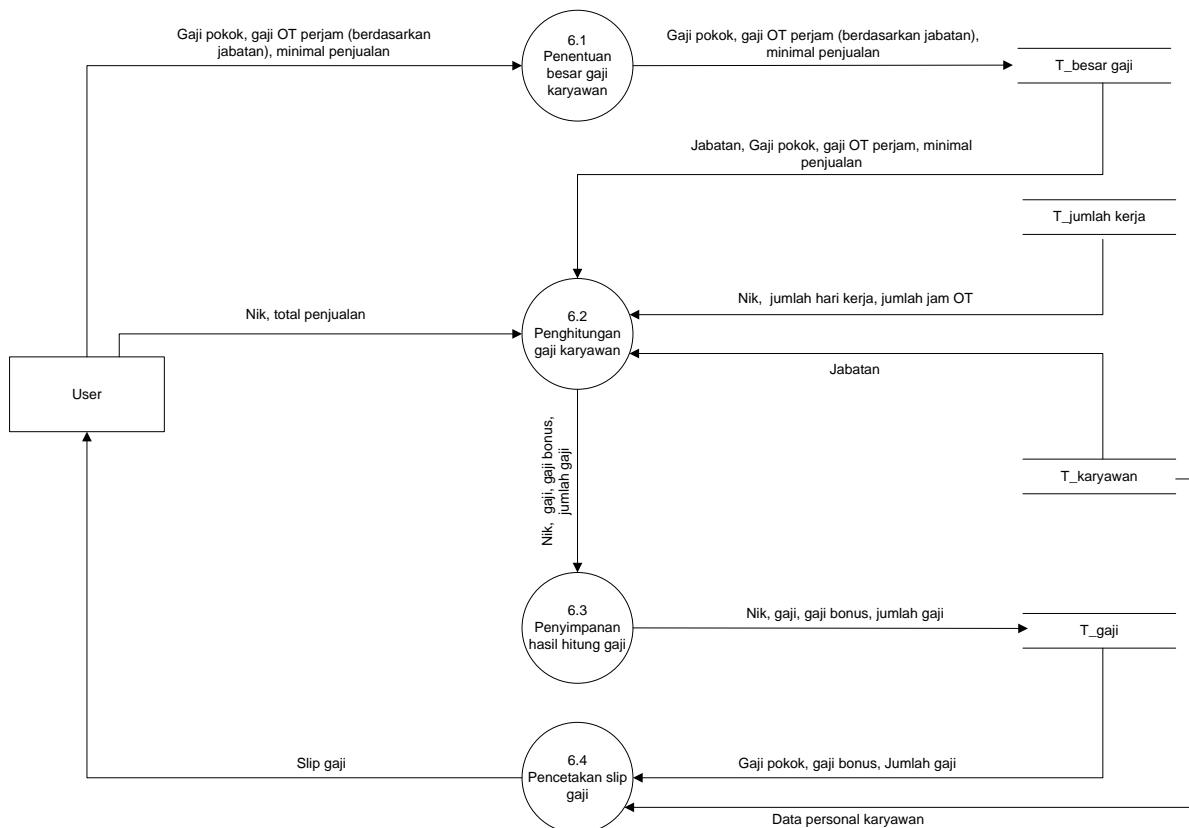 Gaji pokok, gaji OT perjam (berdasarkan
jabatan), minimal penjualan
6.1
Penentuan
besar gaji
karyawan
Gaji pokok, gaji OT perjam (berdasarkan jabatan),
minimal penjualan
T_besar gaji
Jabatan, Gaji pokok, gaji OT perjam, minimal
penjualan
T_jumlah kerja
Nik, jumlah hari kerja, jumlah jam OT
Nik, total penjualan
6.2
Penghitungan
gaji karyawan
Jabatan
User
Nik, gaji, gaji bonus,
jumlah gaji
T_karyawan
6.3
Penyimpanan
hasil hitung gaji
Nik, gaji, gaji bonus, jumlah gaji
T_gaji
Slip gaji
6.4
Pencetakan slip
gaji
Gaji pokok, gaji bonus, Jumlah gaji
Data personal karyawan